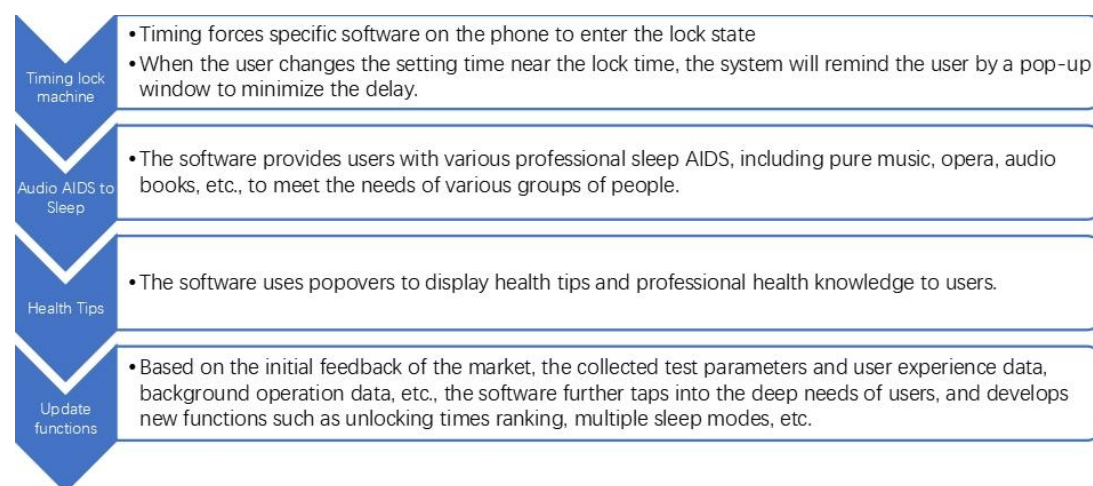 Timing lock
machine
• Timing forces specific software on the phone to enter the lock state
• When the user changes the setting time near the lock time, the system will remind the user by a pop-up
window to minimize the delay.
Audio AIDS to
Sleep
• The software provides users with various professional sleep AIDS, including pure music, opera, audio
books, etc., to meet the needs of various groups of people.
Health Tips
• The software uses popovers to display health tips and professional health knowledge to users.
Update
functions
• Based on the initial feedback of the market, the collected test parameters and user experience data,
background operation data, etc., the software further taps into the deep needs of users, and develops
new functions such as unlocking times ranking, multiple sleep modes, etc.